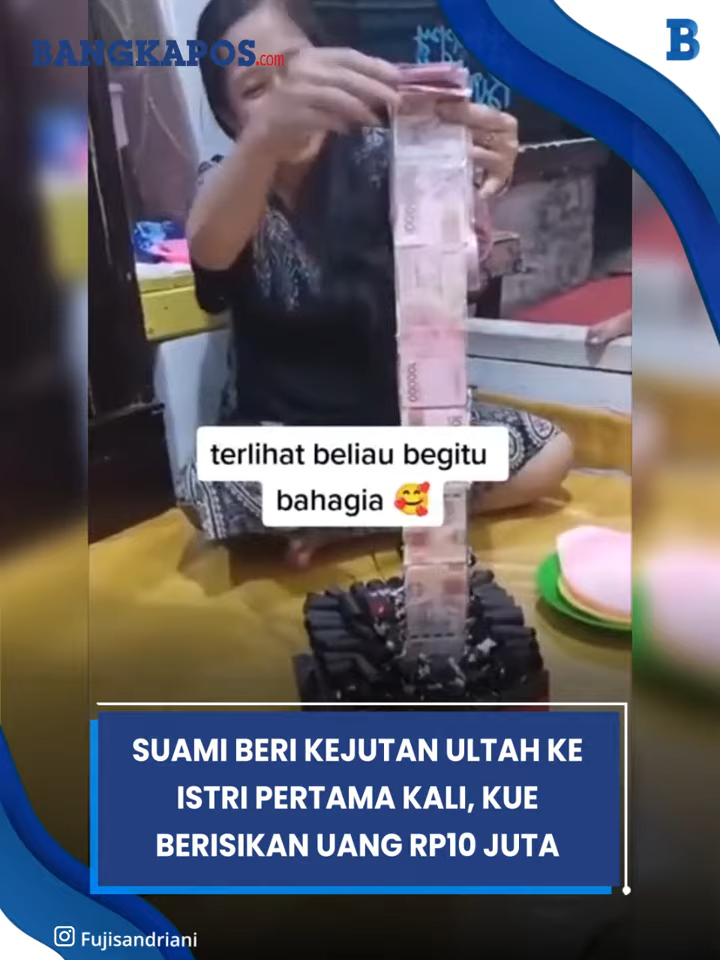 BANGKAPOS.com
B
100000
terlihat beliau begitu
bahagia 🥰
SUAMI BERI KEJUTAN ULTAH KE
ISTRI PERTAMA KALI, KUE
BERISIKAN UANG RP10 JUTA
Fujisandriani